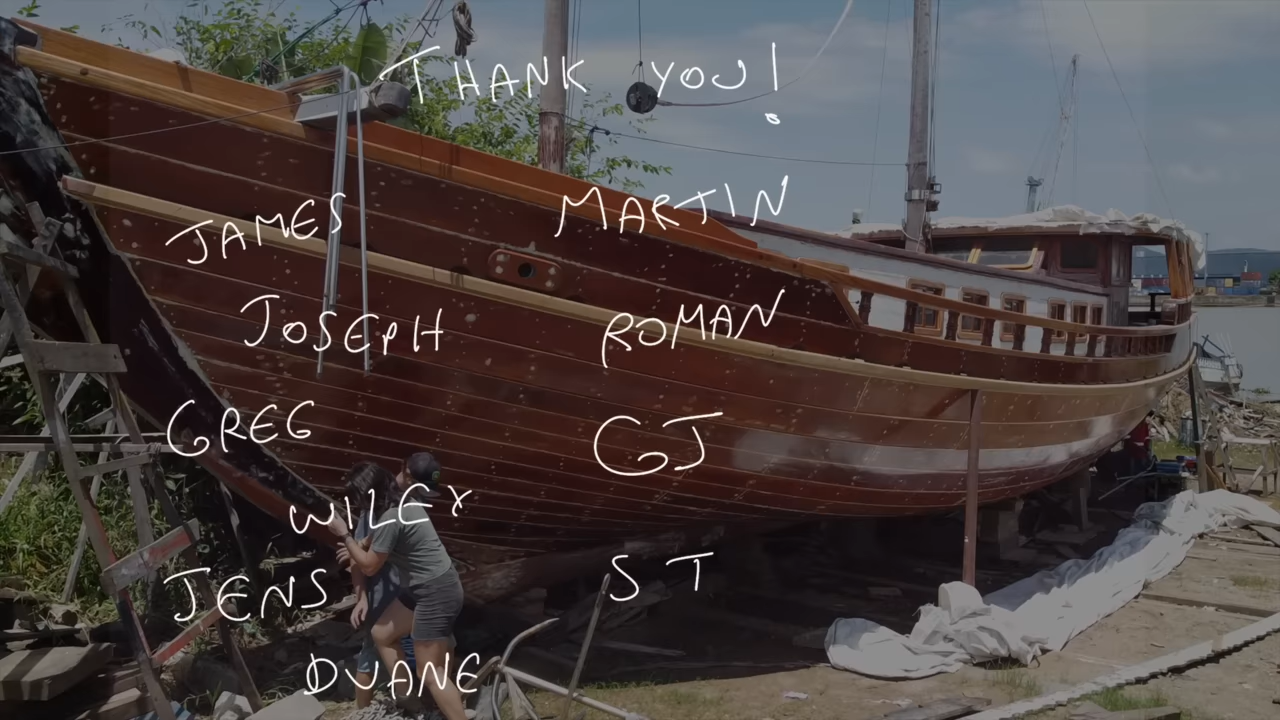 THANK YOU!
JAMES
MARTIN
JOSEPH
ROMAN
GREG
GJ
WILEY
JENS
ST
DUANE